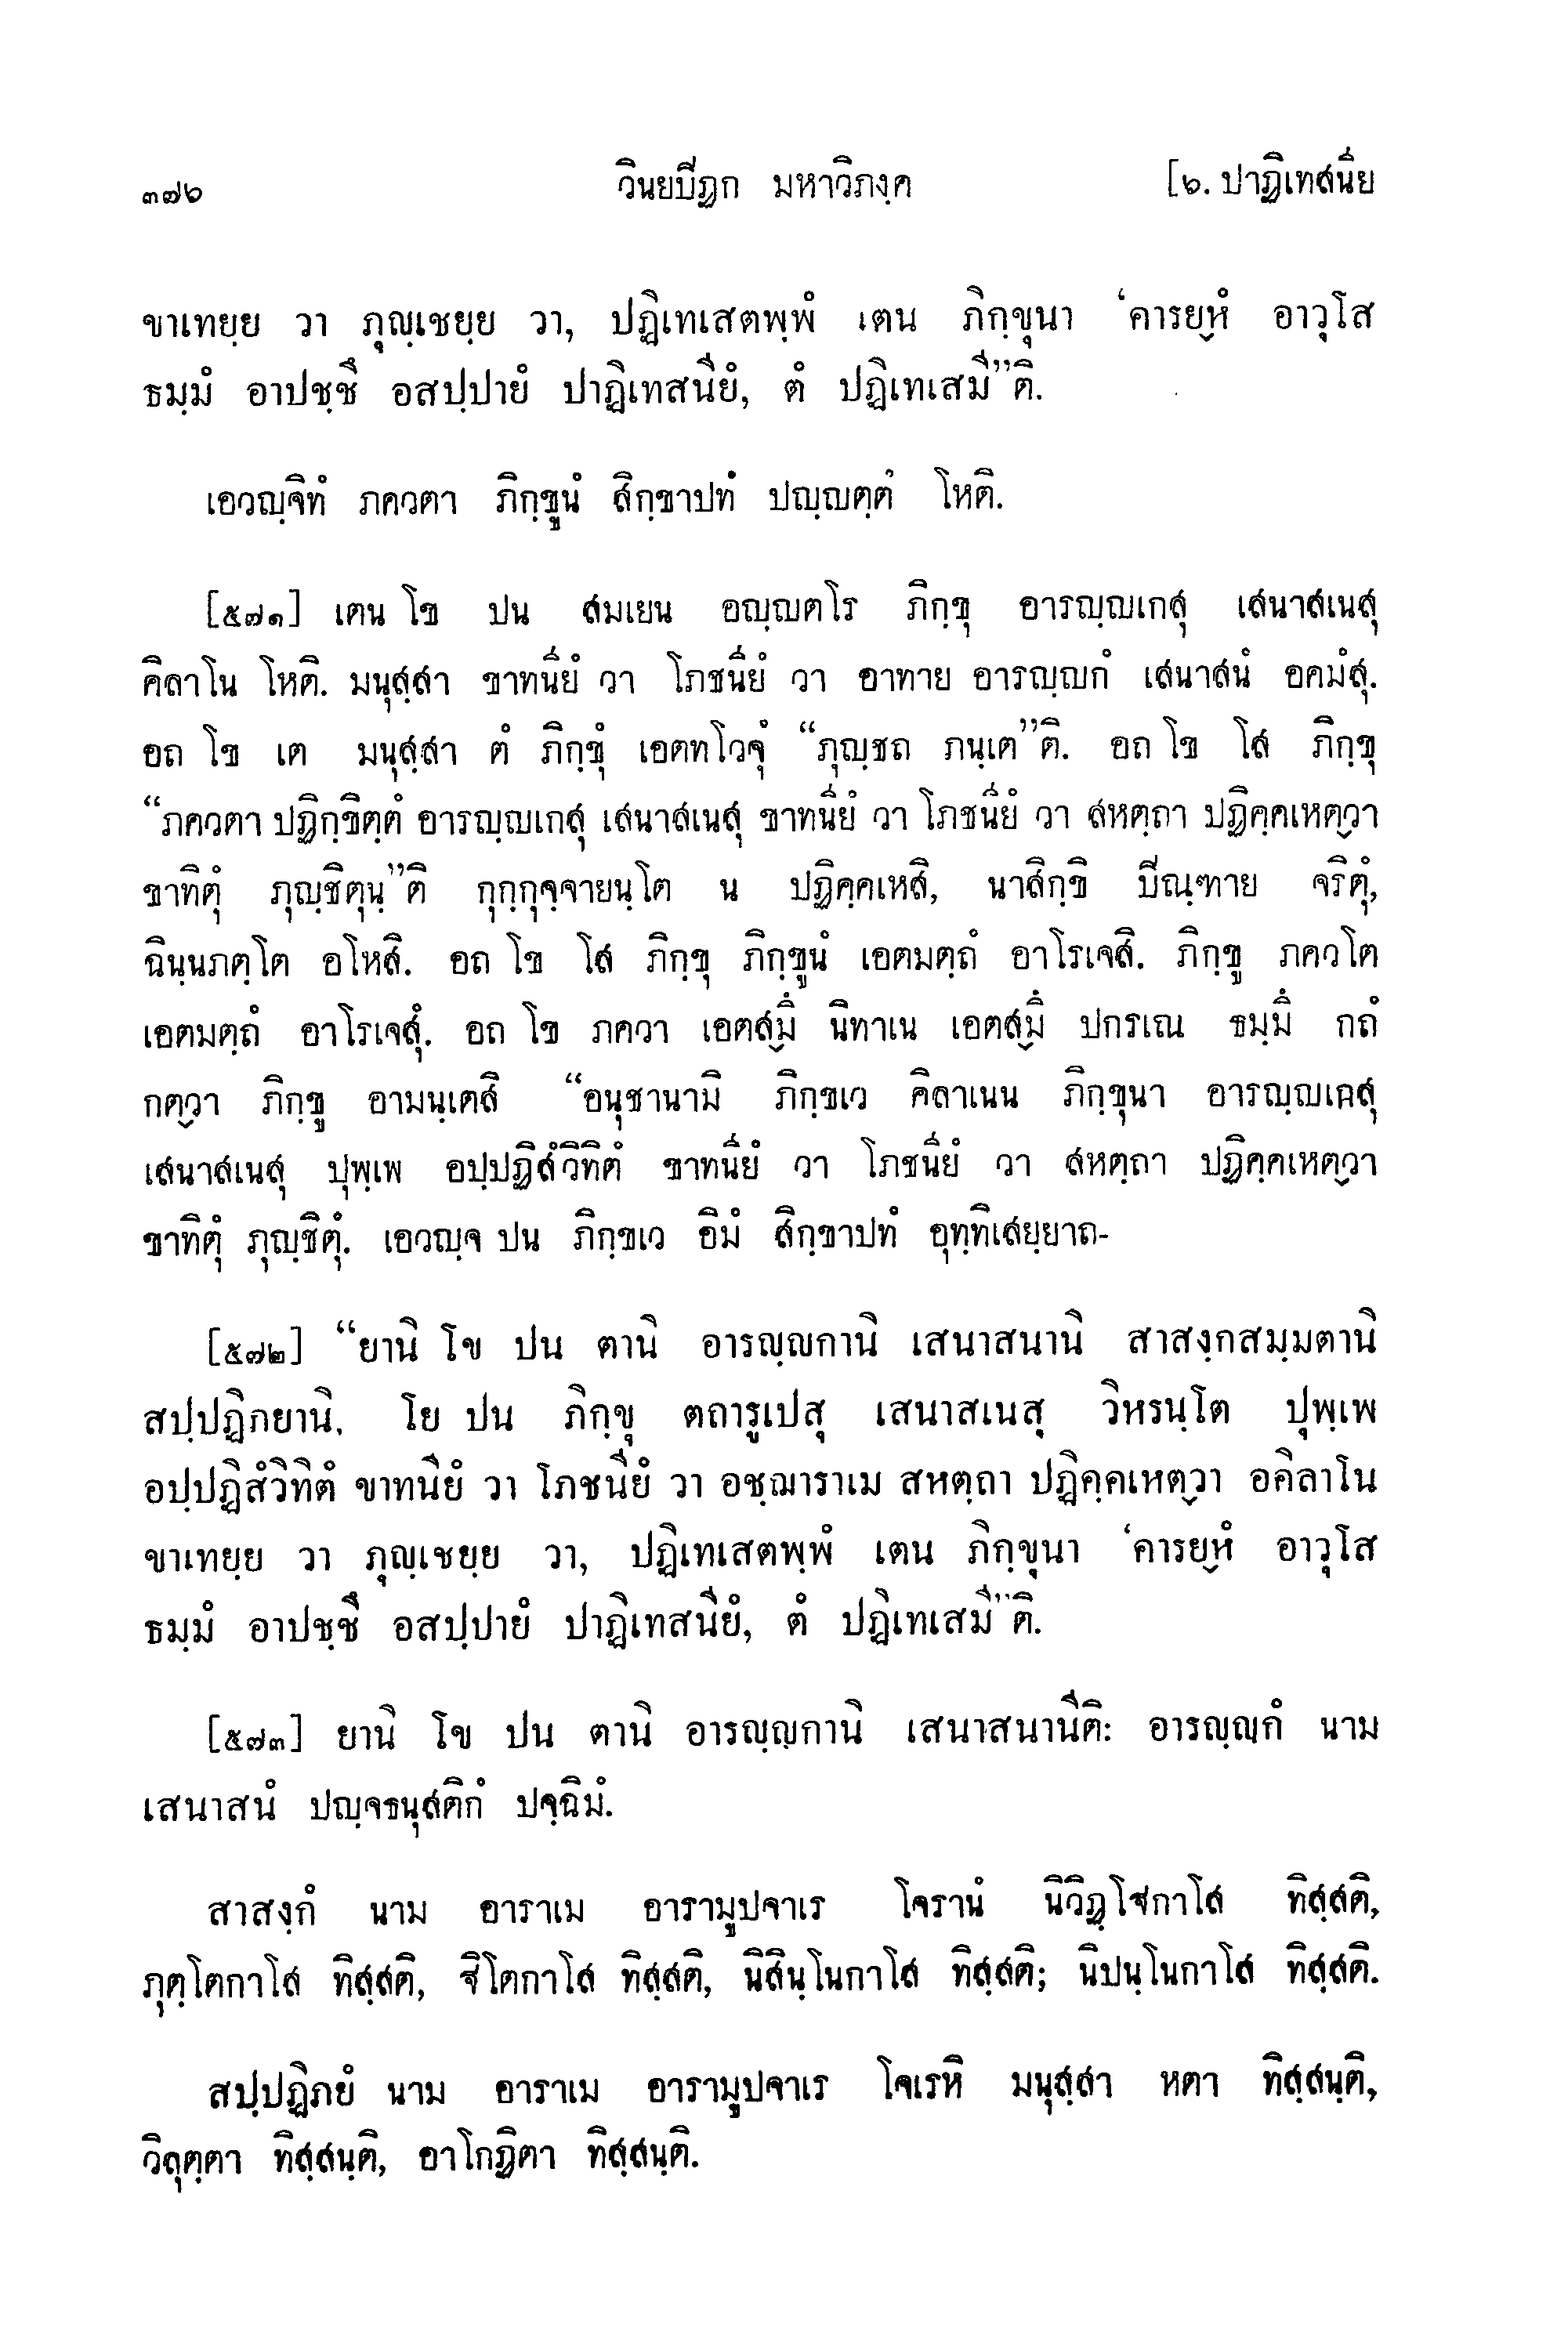 ๓๗๖ วินยปีฏก มหาวิภงฺค [๖. ปาฏิเทสนีย
ขาเทยฺย วา ภุญฺเชยฺย วา, ปฏิเทเสตพฺพํ เตน ภิกฺขุนา ‘คารยฺหํ อาวุโส
ธมฺมํ อาปชฺชึ อสปฺปายํ ปาฏิเทสนียํ, ตํ ปฏิเทเสมี”ติ.
เอวญฺจิทํ ภควตา ภิกฺขูนํ สิกฺขาปทํ ปญฺญตฺตํ โหติ.
[๕๗๑] เตน โข ปน สมเยน อญฺญตโร ภิกฺขุ อารญฺญเกสุ เสนาสเนสุ
คิลาโน โหติ. มนุสฺสา ขาทนียํ วา โภชนียํ วา อาทาย อารญฺญกํ เสนาสนํ อคมํสุ.
อถ โข เต มนุสฺสา ตํ ภิกฺขุํ เอตทโวจุํ “ภุญฺชถ ภนฺเต”ติ. อถ โข โส ภิกฺขุ
“ภควตา ปฏิกฺขิตฺตํ อารญฺญเกสุ เสนาสเนสุ ขาทนียํ วา โภชนียํ วา สหตฺถา ปฏิคฺคเหตฺวา
ขาทิตุํ ภุญฺชิตุนฺ”ติ กุกฺกุจฺจายนฺโต น ปฏิคฺคเหสิ, นาสิกฺขิ ปิณฺฑาย จริตุํ,
ฉินฺนภตฺโต อโหสิ. อถ โข โส ภิกฺขุ ภิกฺขูนํ เอตมตฺถํ อาโรเจสิ. ภิกฺขู ภควโต
เอตมตฺถํ อาโรเจสุํ. อถ โข ภควา เอตสฺมึ นิทาเน เอตสฺมึ ปกรเณ ธมฺมึ กถํ
กตฺวา ภิกฺขู อามนฺเตสิ “อนุชานามิ ภิกฺขเว คิลาเนน ภิกฺขุนา อารญฺญเกสุ
เสนาสเนสุ ปุพฺเพ อปฺปฏิสํวิทิตํ ขาทนียํ วา โภชนียํ วา สหตฺถา ปฏิคฺคเหตฺวา
ขาทิตุํ ภุญฺชิตุํ. เอวญฺจ ปน ภิกฺขเว อิมํ สิกฺขาปทํ อุทฺทิเสยฺยาถ-
[๕๗๒] “ยานิ โข ปน ตานิ อารญฺญกานิ เสนาสนานิ สาสงฺกสมฺมตานิ
สปฺปฏิภยานิ, โย ปน ภิกฺขุ ตถารูเปสุ เสนาสเนสุ วิหรนฺโต ปุพฺเพ
อปฺปฏิสํวิทิตํ ขาทนียํ วา โภชนียํ วา อชฺฌาราเม สหตฺถา ปฏิคฺคเหตฺวา อคิลาโน
ขาเทยฺย วา ภุญฺเชยฺย วา, ปฏิเทเสตพฺพํ เตน ภิกฺขุนา ‘คารยฺหํ อาวุโส
ธมฺมํ อาปชฺชึ อสปฺปายํ ปาฏิเทสนียํ, ตํ ปฏิเทเสมี”ติ.
[๕๗๓] ยานิ โข ปน ตานิ อารญฺญกานิ เสนาสนานีติ: อารญฺญกํ นาม
เสนาสนํ ปญฺจธนุสติกํ ปจฺฉิมํ.
สาสงฺกํ นาม อาราเม อารามูปจาเร โจรานํ นิวิฏฺโฐกาโส ทิสฺสติ,
ภุตฺโตกาโส ทิสฺสติ, ฐิโตกาโส ทิสฺสติ, นิสินฺโนกาโส ทิสฺสติ; นิปนฺโนกาโส ทิสฺสติ.
สปฺปฏิภยํ นาม อาราเม อารามูปจาเร โจเรหิ มนุสฺสา หตา ทิสฺสนฺติ,
วิลุตฺตา ทิสฺสนฺติ, อาโกฏิตา ทิสฺสนฺติ.